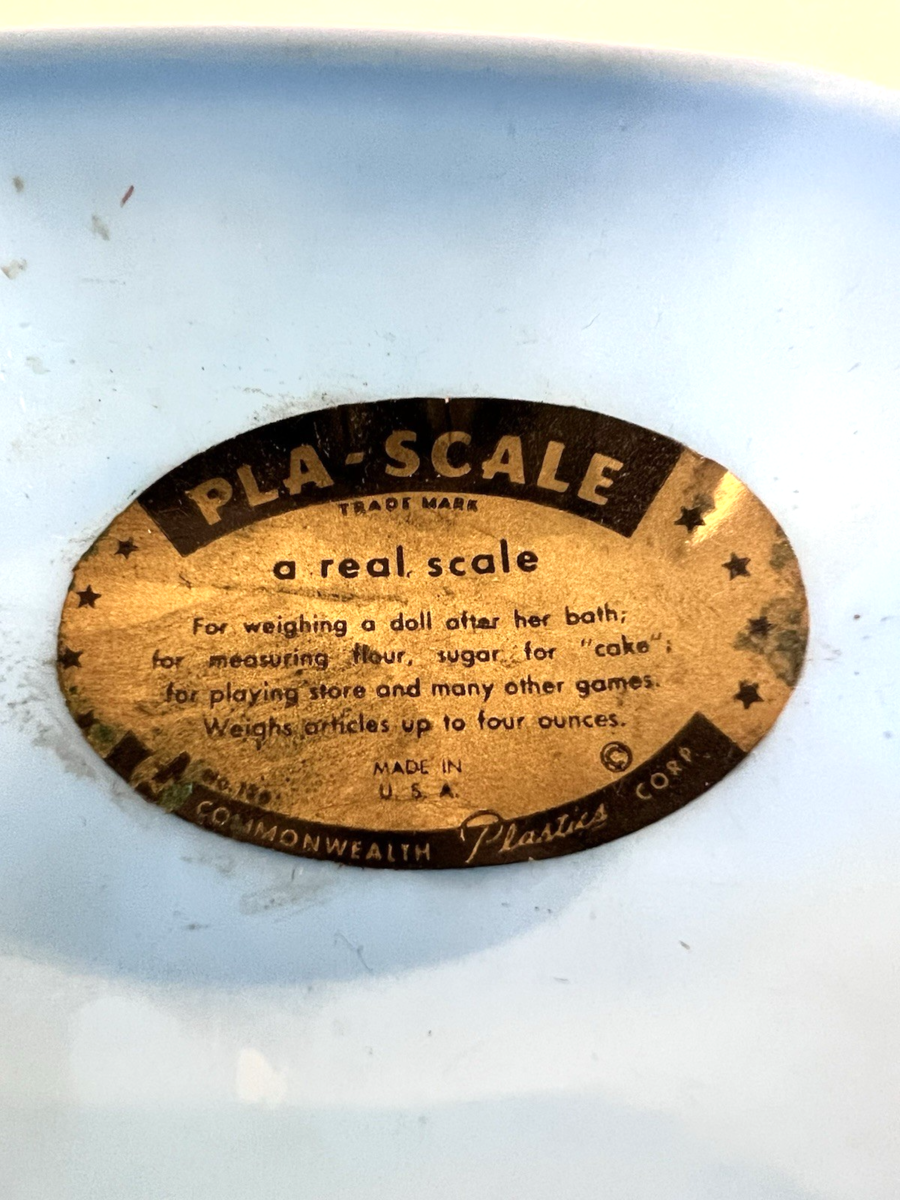 PLA-SCALE
TRADE MARK
a real scale
For weighing a doll after her bath;
for measuring flour, sugar for "cake";
for playing store and many other games.
Weighs articles up to four ounces.
MADE IN
U. S. A.
©
No.
COMMONWEALTH Plastics CORP.